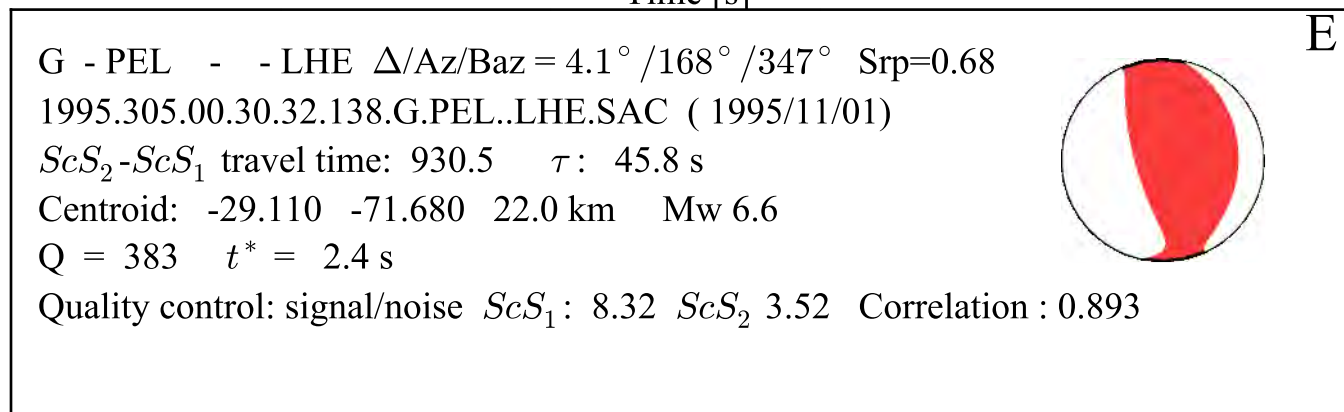 Time [s]
E
G - PEL - - LHE Δ/Az/Baz = 4.1°/168°/347° Srp=0.68
1995.305.00.30.32.138.G.PEL..LHE.SAC ( 1995/11/01)
ScS₂-ScS₁ travel time: 930.5 τ: 45.8 s
Centroid: -29.110 -71.680 22.0 km Mw 6.6
Q = 383 t* = 2.4 s
Quality control: signal/noise ScS₁: 8.32 ScS₂ 3.52 Correlation : 0.893